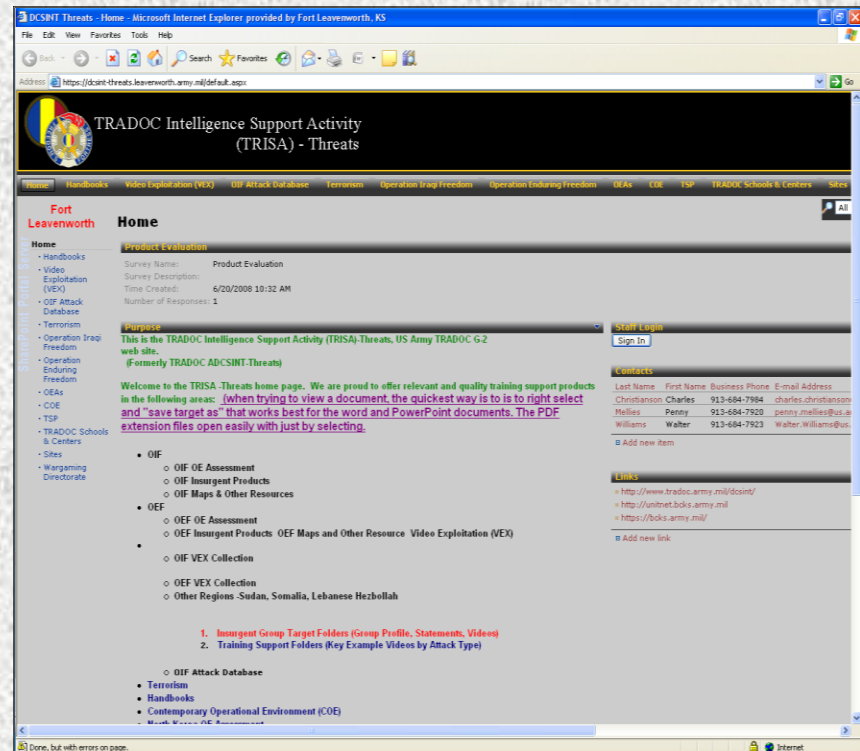 DCSINT Threats - Home - Microsoft Internet Explorer provided by Fort Leavenworth, KS
File Edit View Favorites Tools Help
Back Search Favorites
Address https://dcsint-threats.leavenworth.army.mil/default.aspx Go
TRADOC Intelligence Support Activity
(TRISA) - Threats
Home Handbooks Video Exploitation (VEX) OIF Attack Database Terrorism Operation Iraqi Freedom Operation Enduring Freedom OEAs COE TSP TRADOC Schools & Centers Sites
All
Fort
Leavenworth
Home
Home
• Handbooks
• Video
Exploitation
(VEX)
• OIF Attack
Database
• Terrorism
• Operation Iraqi
Freedom
• Operation
Enduring
Freedom
• OEAs
• COE
• TSP
• TRADOC Schools
& Centers
• Sites
• Wargaming
Directorate
SharePoint Portal Server
Product Evaluation
Survey Name: Product Evaluation
Survey Description:
Time Created: 6/20/2008 10:32 AM
Number of Responses: 1
Purpose
This is the TRADOC Intelligence Support Activity (TRISA)-Threats, US Army TRADOC G-2
web site.
(Formerly TRADOC ADCSINT-Threats)
Welcome to the TRISA -Threats home page. We are proud to offer relevant and quality training support products
in the following areas: (when trying to view a document, the quickest way is to is to right select
and "save target as" that works best for the word and PowerPoint documents. The PDF
extension files open easily with just by selecting.
• OIF
o OIF OE Assessment
o OIF Insurgent Products
o OIF Maps & Other Resources
• OEF
o OEF OE Assessment
o OEF Insurgent Products OEF Maps and Other Resource Video Exploitation (VEX)
•
o OIF VEX Collection
o OEF VEX Collection
o Other Regions -Sudan, Somalia, Lebanese Hezbollah
1. Insurgent Group Target Folders (Group Profile, Statements, Videos)
2. Training Support Folders (Key Example Videos by Attack Type)
o OIF Attack Database
• Terrorism
• Handbooks
• Contemporary Operational Environment (COE)
• North Korea OE Assessment
Staff Login
Sign In
Contacts
Last Name First Name Business Phone E-mail Address
Christianson Charles 913-684-7984 charles.christianson
Mellies Penny 913-684-7920 penny.mellies@us.ar
Williams Walter 913-684-7923 Walter.Williams@us.
Add new item
Links
http://www.tradoc.army.mil/dcsint/
http://unitnet.bcks.army.mil
https://bcks.army.mil/
Add new link
Done, but with errors on page. Internet